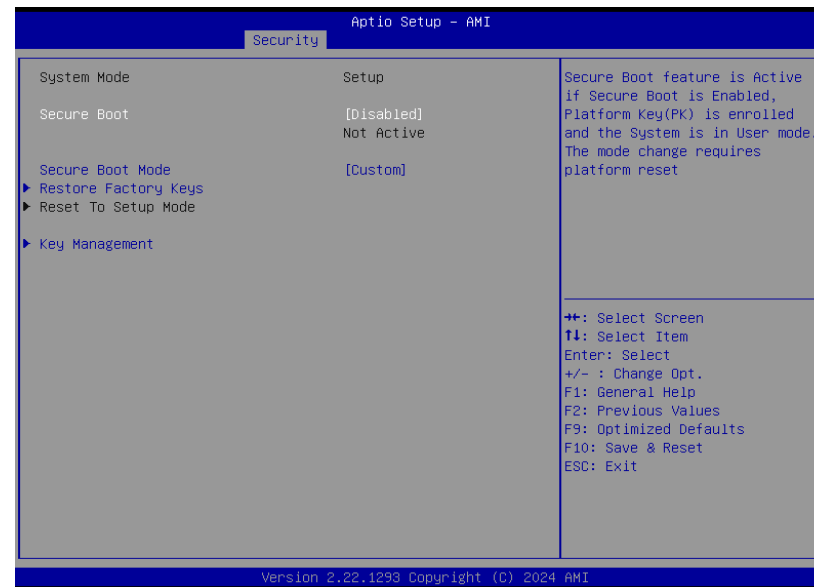 Aptio Setup – AMI
Security
System Mode Setup
Secure Boot [Disabled]
Not Active
Secure Boot Mode [Custom]
Restore Factory Keys
Reset To Setup Mode
Key Management
Secure Boot feature is Active
if Secure Boot is Enabled,
Platform Key(PK) is enrolled
and the System is in User mode.
The mode change requires
platform reset
→←: Select Screen
↑↓: Select Item
Enter: Select
+/- : Change Opt.
F1: General Help
F2: Previous Values
F9: Optimized Defaults
F10: Save & Reset
ESC: Exit
Version 2.22.1293 Copyright (C) 2024 AMI